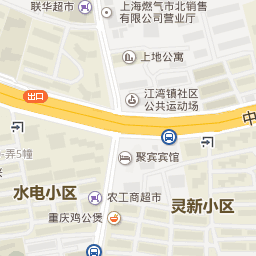 联华超市
上海燃气市北销售
有限公司
营业厅
上地公寓
出口
江湾镇社区
公共运动场
中
弄5幢
聚宾宾馆
水电小区
农工商超市
灵新小区
重庆鸡公煲